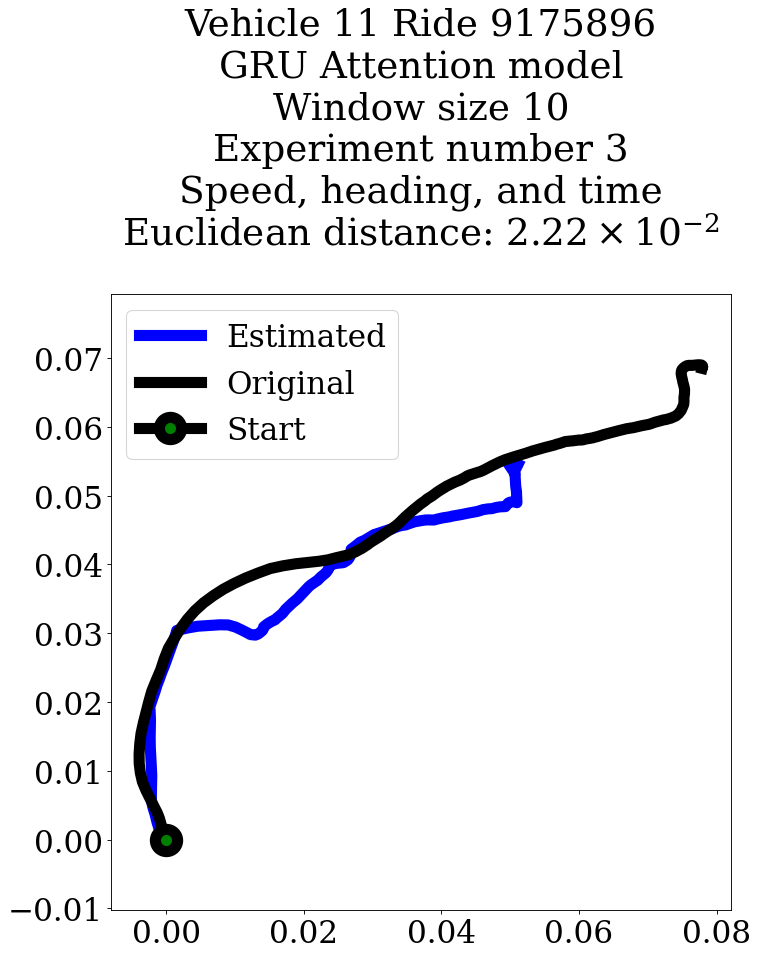 Vehicle 11 Ride 9175896
GRU Attention model
Window size 10
Experiment number 3
Speed, heading, and time
Euclidean distance: 2.22 × 10⁻²
Estimated
Original
Start
0.07
0.06
0.05
0.04
0.03
0.02
0.01
0.00
−0.01
0.00 0.02 0.04 0.06 0.08